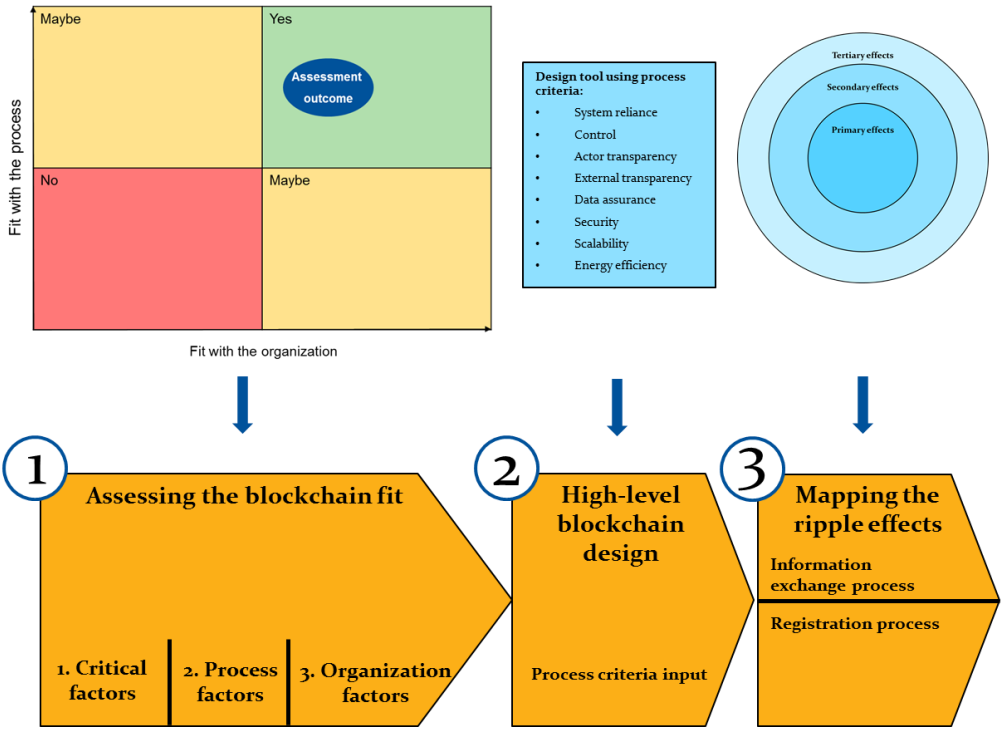 Maybe
Yes
Assessment
outcome
No
Maybe
Fit with the process
Fit with the organization
Design tool using process
criteria:
• System reliance
• Control
• Actor transparency
• External transparency
• Data assurance
• Security
• Scalability
• Energy efficiency
Tertiary effects
Secondary effects
Primary effects
1
Assessing the blockchain fit
1. Critical
factors
2. Process
factors
3. Organization
factors
2
High-level
blockchain
design
Process criteria input
3
Mapping the
ripple effects
Information
exchange process
Registration process